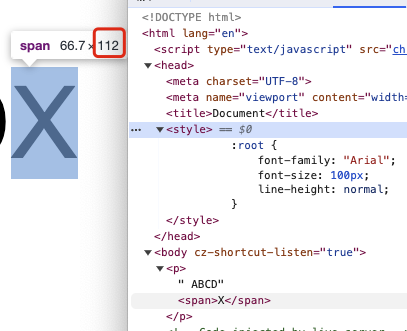 span 66.7 × 112
X
<!DOCTYPE html>
<html lang="en">
<script type="text/javascript" src="ch
▼<head>
<meta charset="UTF-8">
<meta name="viewport" content="width=
<title>Document</title>
… ▼<style> == $0
:root {
font-family: "Arial";
font-size: 100px;
line-height: normal;
}
</style>
</head>
▼<body cz-shortcut-listen="true">
▼<p>
" ABCD"
<span>X</span>
</p>